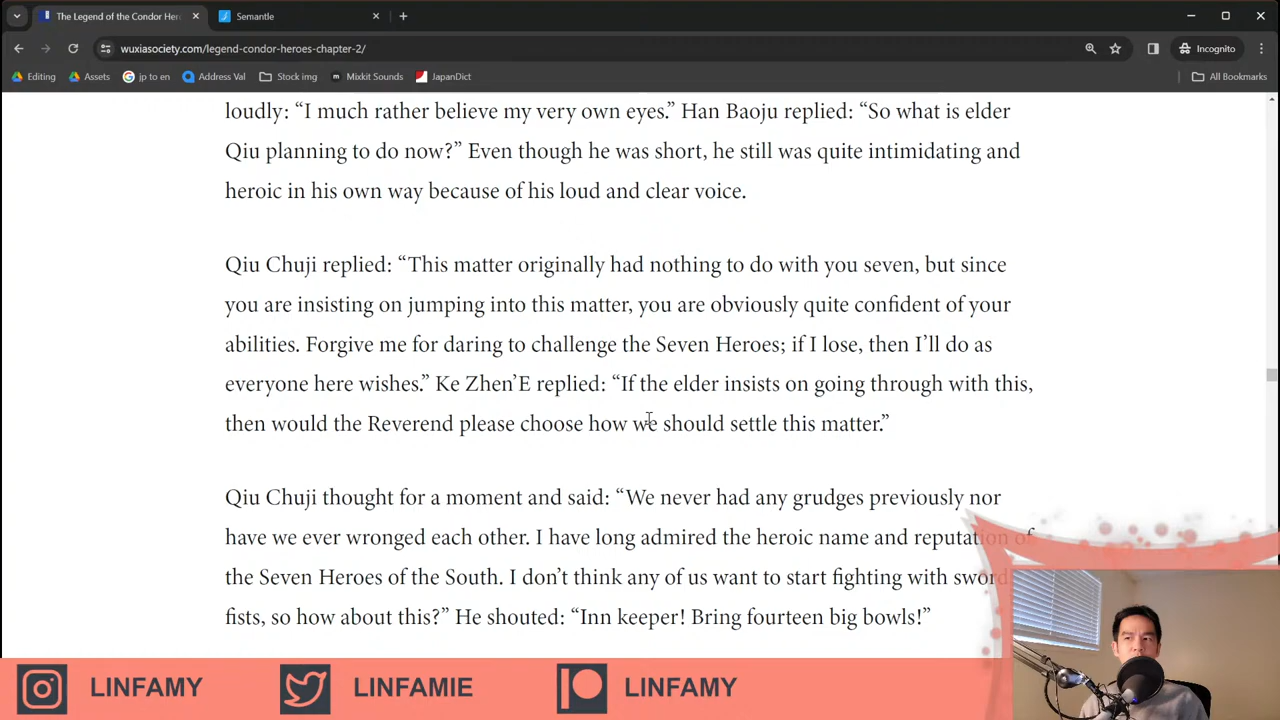 The Legend of the Condor Her
Semantle
wuxiasociety.com/legend-condor-heroes-chapter-2/
Incognito
Editing
Assets
jp to en
Address Val
Stock img
Mixkit Sounds
JapanDict
All Bookmarks
loudly: “I much rather believe my very own eyes.” Han Baoju replied: “So what is elder
Qiu planning to do now?” Even though he was short, he still was quite intimidating and
heroic in his own way because of his loud and clear voice.
Qiu Chuji replied: “This matter originally had nothing to do with you seven, but since
you are insisting on jumping into this matter, you are obviously quite confident of your
abilities. Forgive me for daring to challenge the Seven Heroes; if I lose, then I’ll do as
everyone here wishes.” Ke Zhen’E replied: “If the elder insists on going through with this,
then would the Reverend please choose how we should settle this matter.”
Qiu Chuji thought for a moment and said: “We never had any grudges previously nor
have we ever wronged each other. I have long admired the heroic name and reputation of
the Seven Heroes of the South. I don’t think any of us want to start fighting with sword
fists, so how about this?” He shouted: “Inn keeper! Bring fourteen big bowls!”
LINFAMY
LINFAMIE
LINFAMY